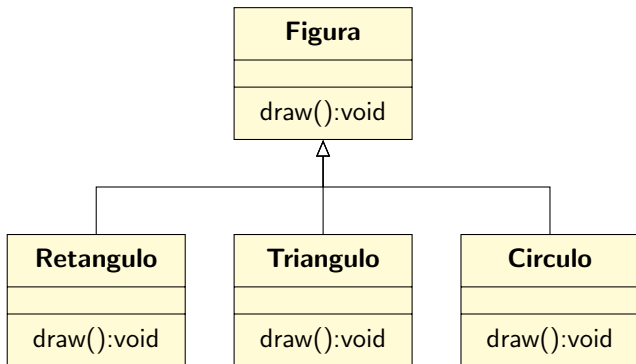 Figura
draw():void
Retangulo
draw():void
Triangulo
draw():void
Circulo
draw():void